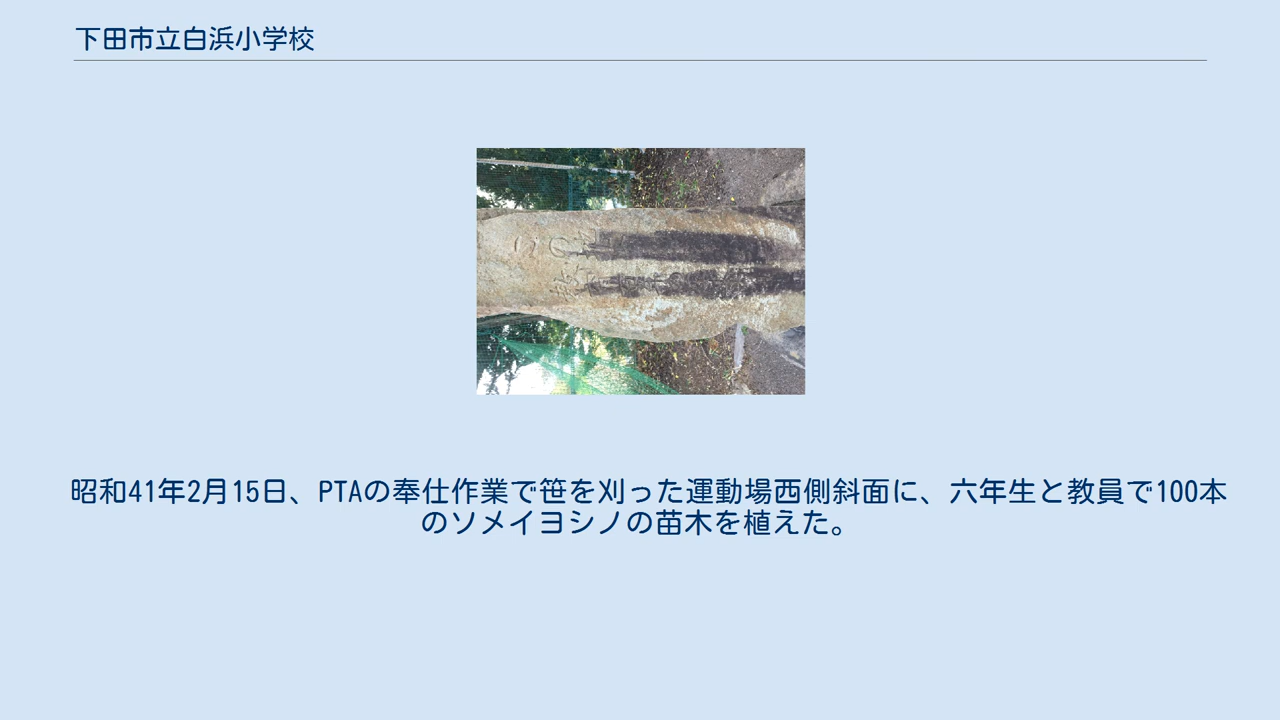 下田市立白浜小学校
昭和41年2月15日、PTAの奉仕作業で笹を刈った運動場西側斜面に、六年生と教員で100本
のソメイヨシノの苗木を植えた。